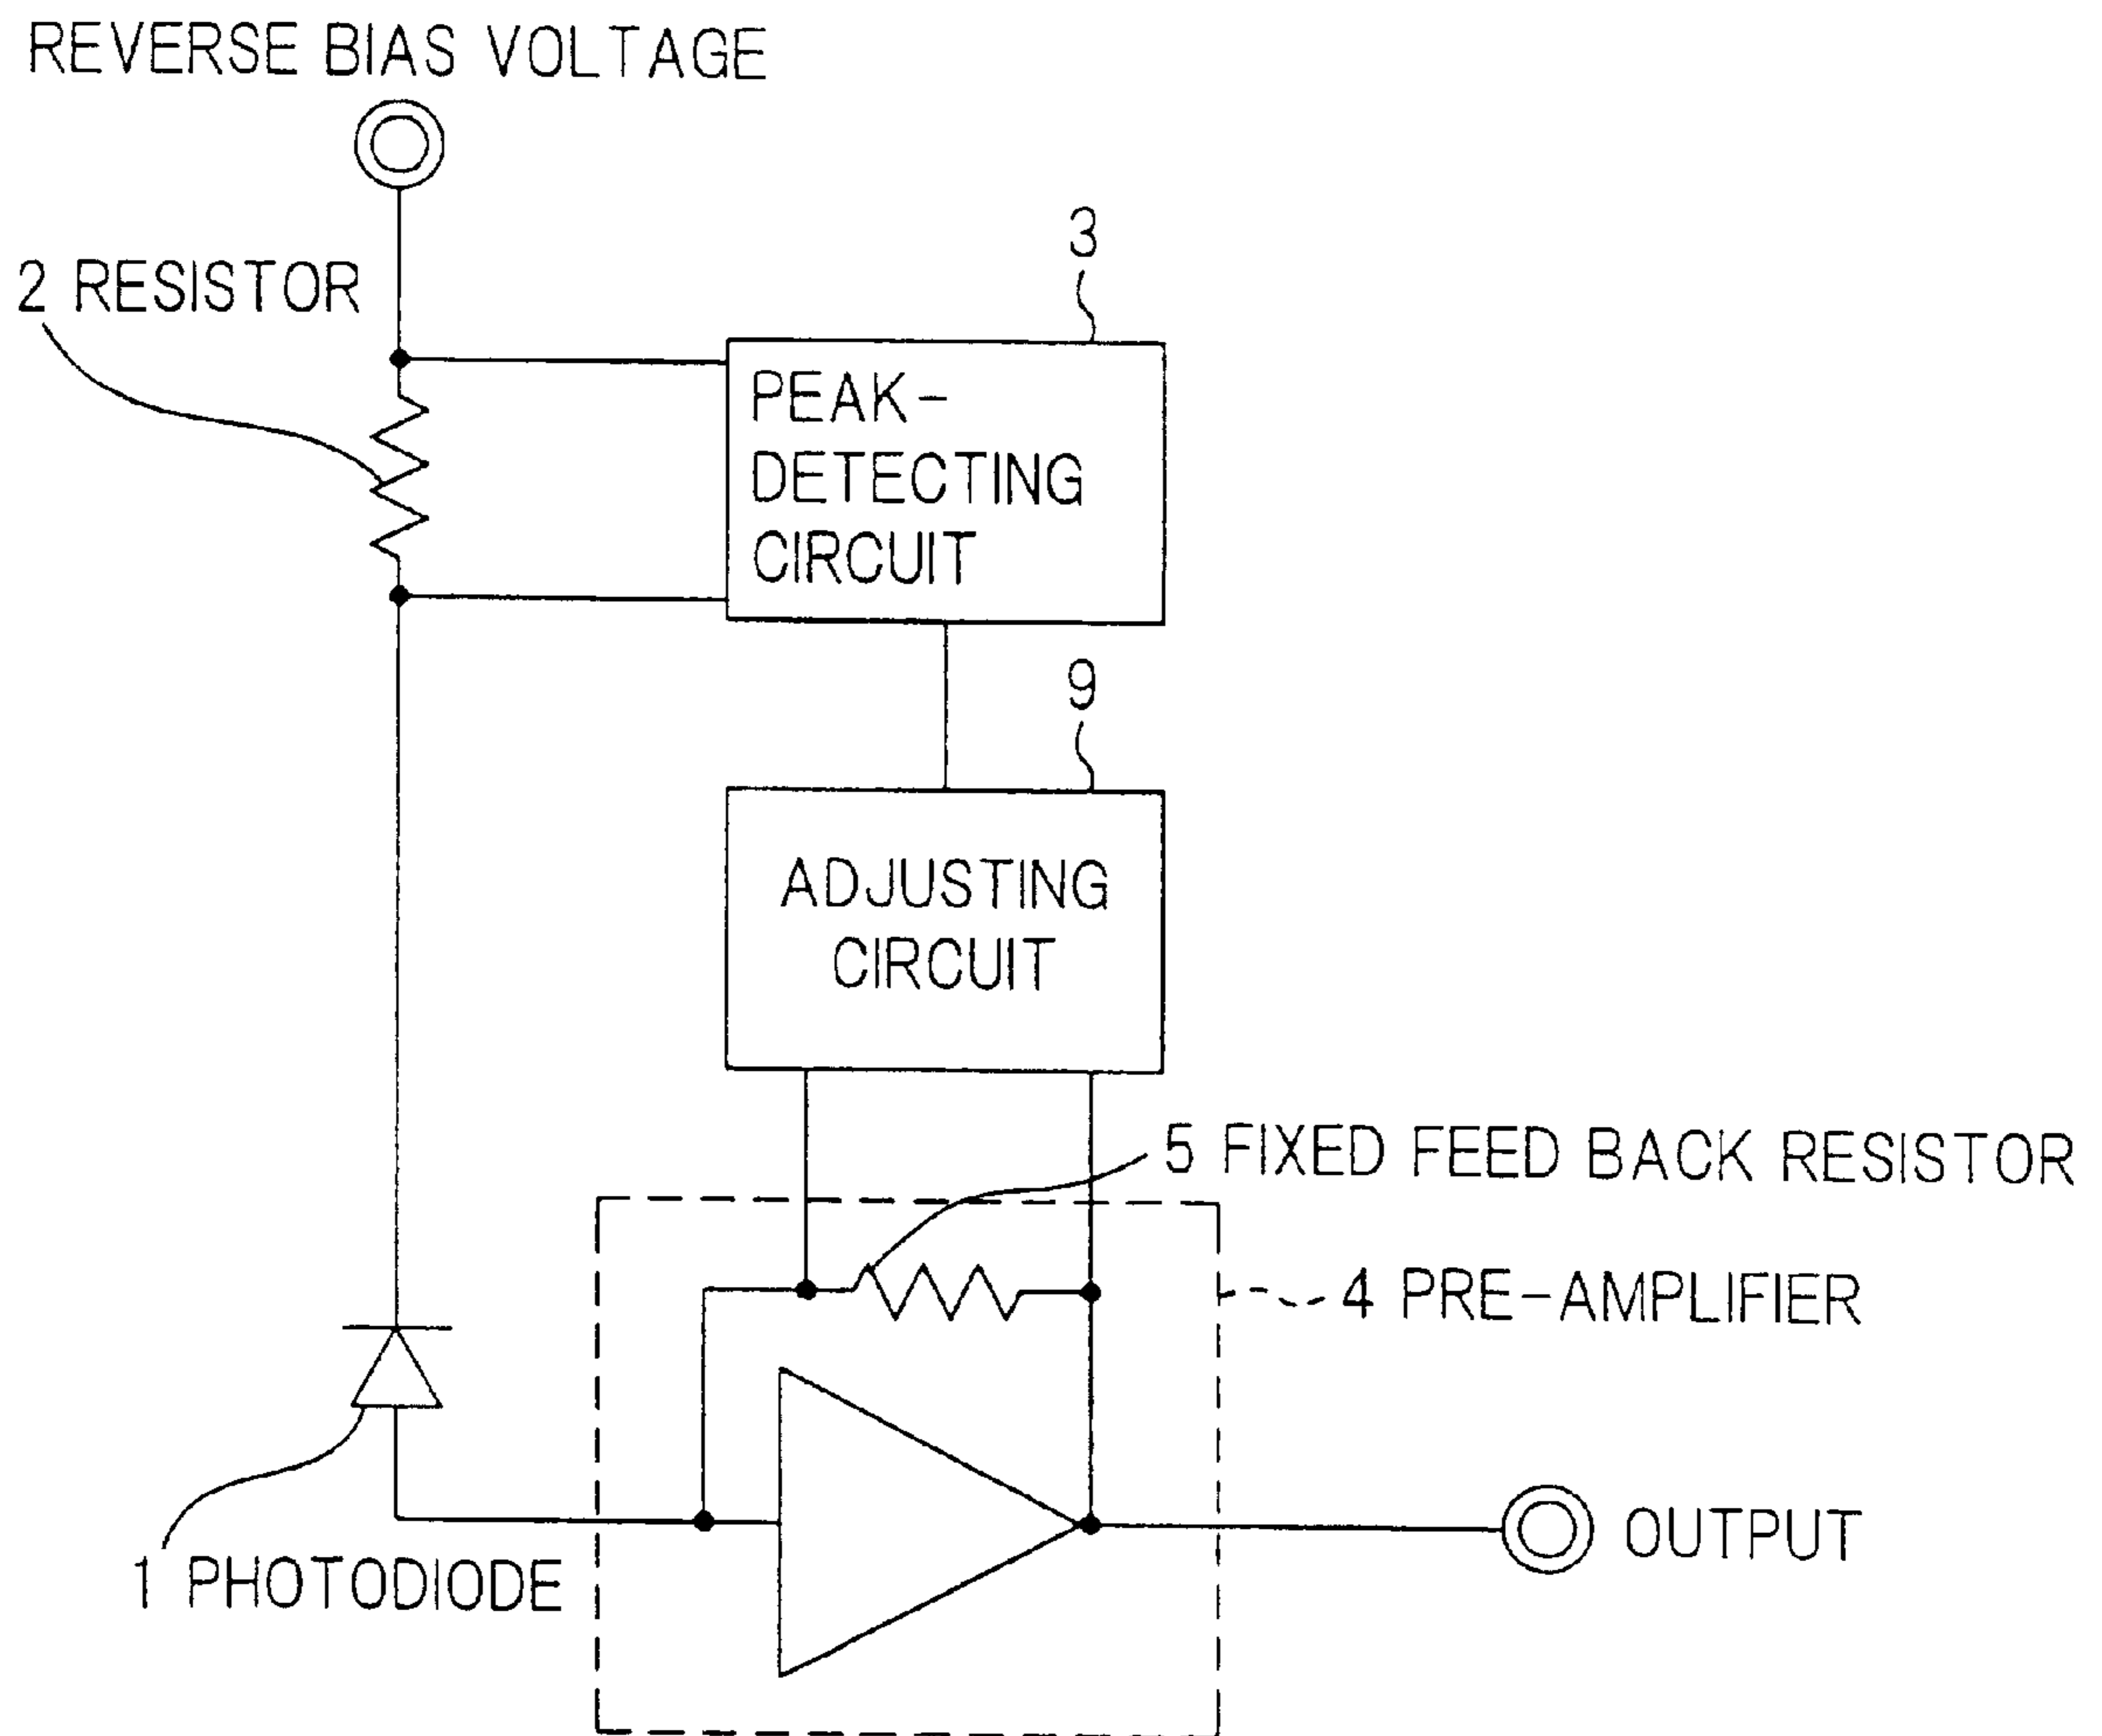 REVERSE BIAS VOLTAGE
3
2 RESISTOR
PEAK-
DETECTING
CIRCUIT
9
ADJUSTING
CIRCUIT
5 FIXED FEED BACK RESISTOR
4 PRE-AMPLIFIER
OUTPUT
1 PHOTODIODE